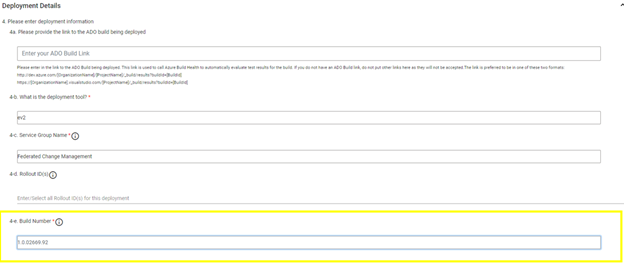 Deployment Details
4. Please enter deployment information
4a. Please provide the link to the ADO build being deployed
Enter your ADO Build Link
Please enter in the link to the ADO Build being deployed. This link is used to call Azure Build Health to automatically evaluate test results for the build. If you do not have an ADO Build link, do not put other links here as they will not be accepted.The link is preferred to be in one of these two formats
http://dev.azure.com/[OrganizationName]/[ProjectName]/_build/results?buildId=[BuildId]
https://[OrganizationName].visualstudio.com/[ProjectName]/_build/results?buildId=[BuildId]
4-b. What is the deployment tool? *
ev2
4-c. Service Group Name *
Federated Change Management
4-d. Rollout ID(s)
Enter/Select all Rollout ID(s) for this deployment
4-e. Build Number *
1.0.02669.92